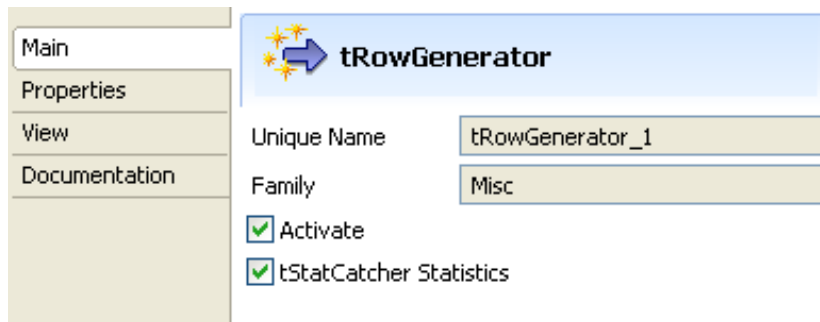 Main
Properties
View
Documentation
tRowGenerator
Unique Name tRowGenerator_1
Family Misc
Activate
tStatCatcher Statistics